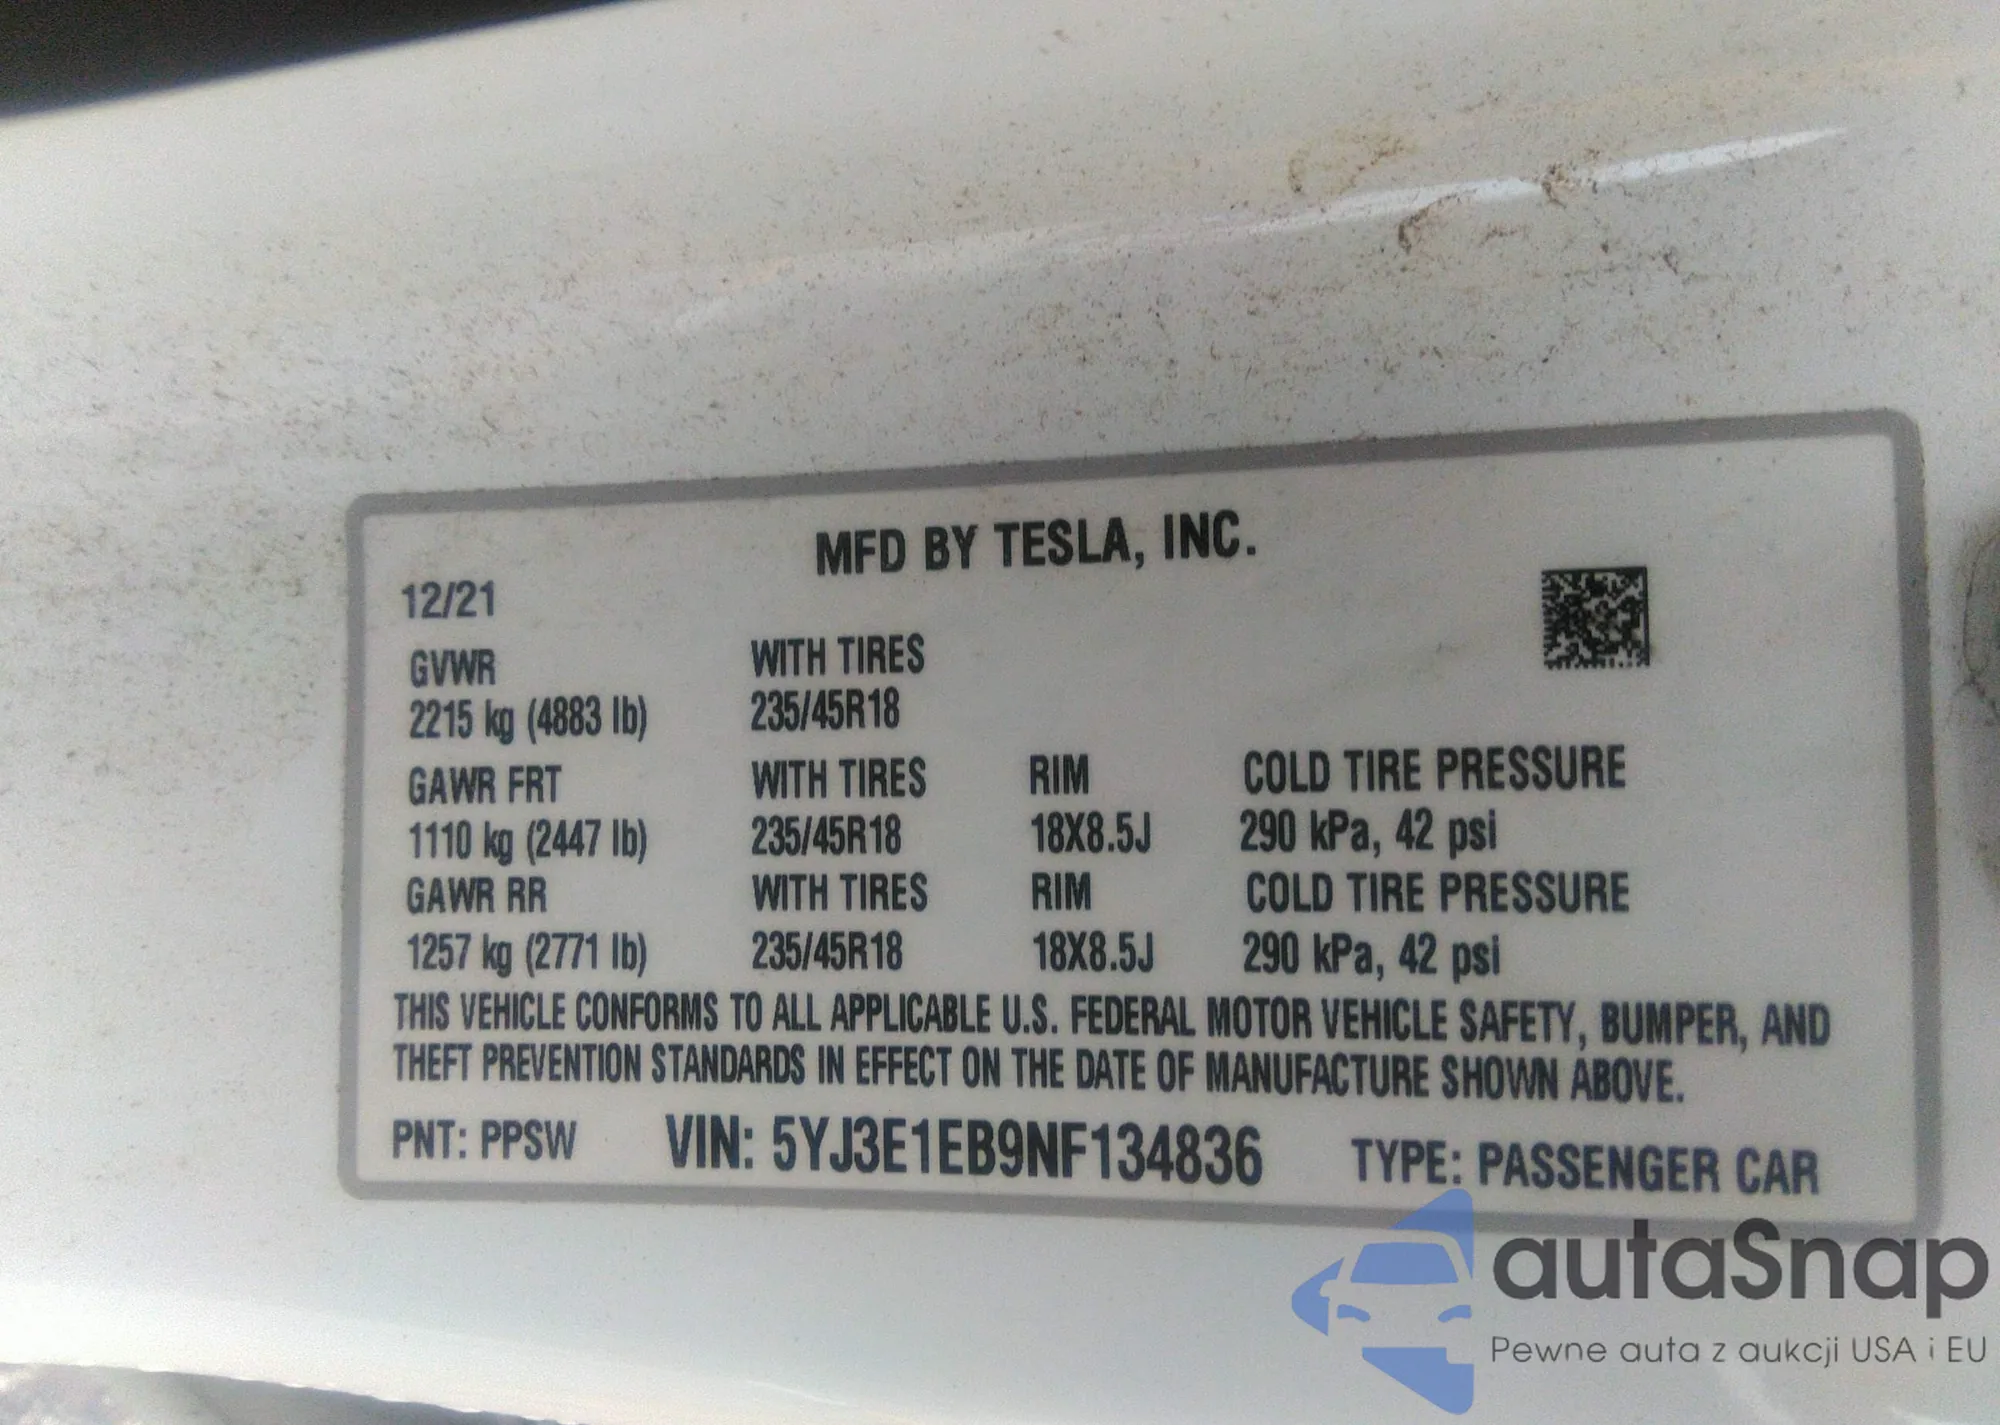 MFD BY TESLA, INC.
12/21
GVWR WITH TIRES
2215 kg (4883 lb) 235/45R18
GAWR FRT WITH TIRES RIM COLD TIRE PRESSURE
1110 kg (2447 lb) 235/45R18 18X8.5J 290 kPa, 42 psi
GAWR RR WITH TIRES RIM COLD TIRE PRESSURE
1257 kg (2771 lb) 235/45R18 18X8.5J 290 kPa, 42 psi
THIS VEHICLE CONFORMS TO ALL APPLICABLE U.S. FEDERAL MOTOR VEHICLE SAFETY, BUMPER, AND
THEFT PREVENTION STANDARDS IN EFFECT ON THE DATE OF MANUFACTURE SHOWN ABOVE.
PNT: PPSW VIN: 5YJ3E1EB9NF134836 TYPE: PASSENGER CAR
autaSnap
Pewne auta z aukcji USA i EU